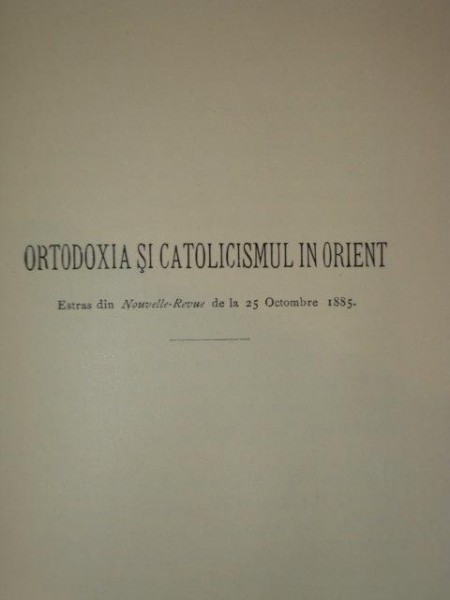 ORTODOXIA ŞI CATOLICISMUL IN ORIENT
Estras din Nouvelle-Revue de la 25 Octombre 1885.